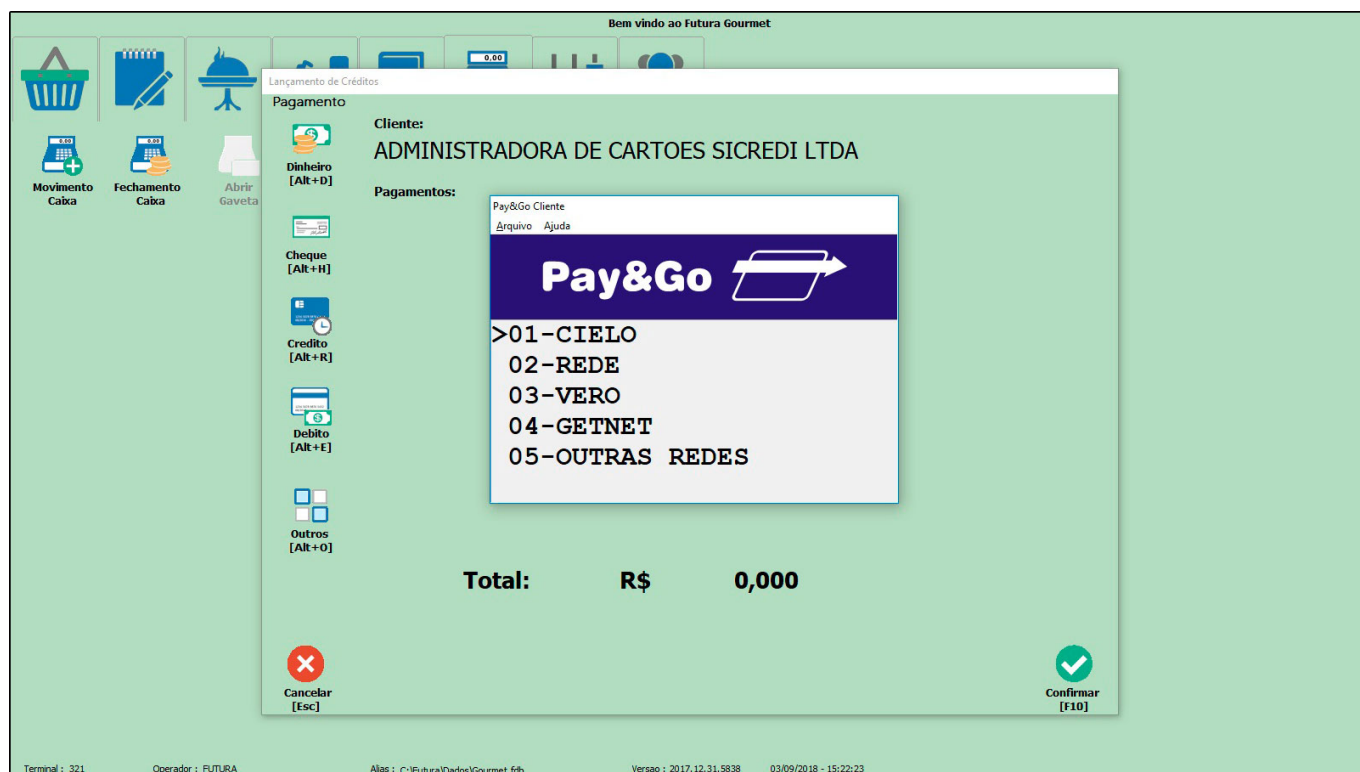 Bem vindo ao Futura Gourmet
0,00
Lançamento de Créditos
Pagamento
Cliente:
ADMINISTRADORA DE CARTOES SICREDI LTDA
Pagamentos:
0.00
Movimento
Caixa
0.00
Fechamento
Caixa
Abrir
Gaveta
Dinheiro
[Alt+D]
Cheque
[Alt+H]
Credito
[Alt+R]
Debito
[Alt+E]
Outros
[Alt+O]
Pay&Go Cliente
Arquivo Ajuda
Pay&Go
>01-CIELO
02-REDE
03-VERO
04-GETNET
05-OUTRAS REDES
Total: R$ 0,000
Cancelar
[Esc]
Confirmar
[F10]
Terminal : 321 Operador : FUTURA Alias : C:\Futura\Dados\Gourmet.fdb Versao : 2017.12.31.5838 03/09/2018 - 15:22:23